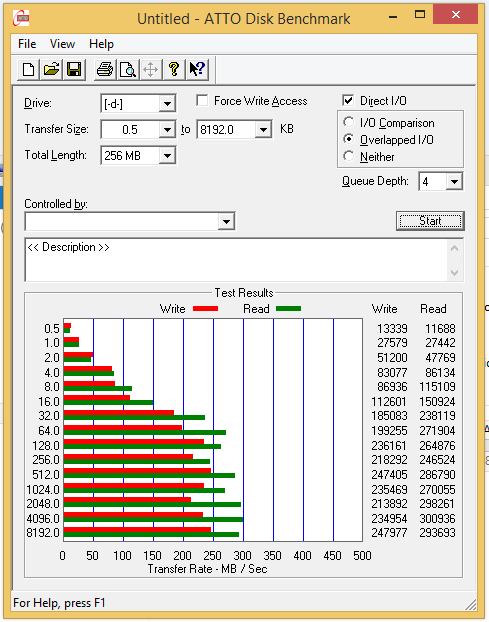 Untitled - ATTO Disk Benchmark
File View Help
Drive: [-d-] Force Write Access Direct I/O
Transfer Size: 0.5 to 8192.0 KB I/O Comparison
Overlapped I/O
Total Length: 256 MB Neither
Queue Depth: 4
Controlled by: Start
<< Description >>
Test Results
Write Read Write Read
0.5 13339 11688
1.0 27579 27442
2.0 51200 47769
4.0 83077 86134
8.0 86936 115109
16.0 112601 150924
32.0 185083 238119
64.0 199255 271904
128.0 236161 264876
256.0 218292 246524
512.0 247405 286790
1024.0 235469 270055
2048.0 213892 298261
4096.0 234954 300936
8192.0 247977 293693
0 50 100 150 200 250 300 350 400 450 500
Transfer Rate - MB / Sec
For Help, press F1